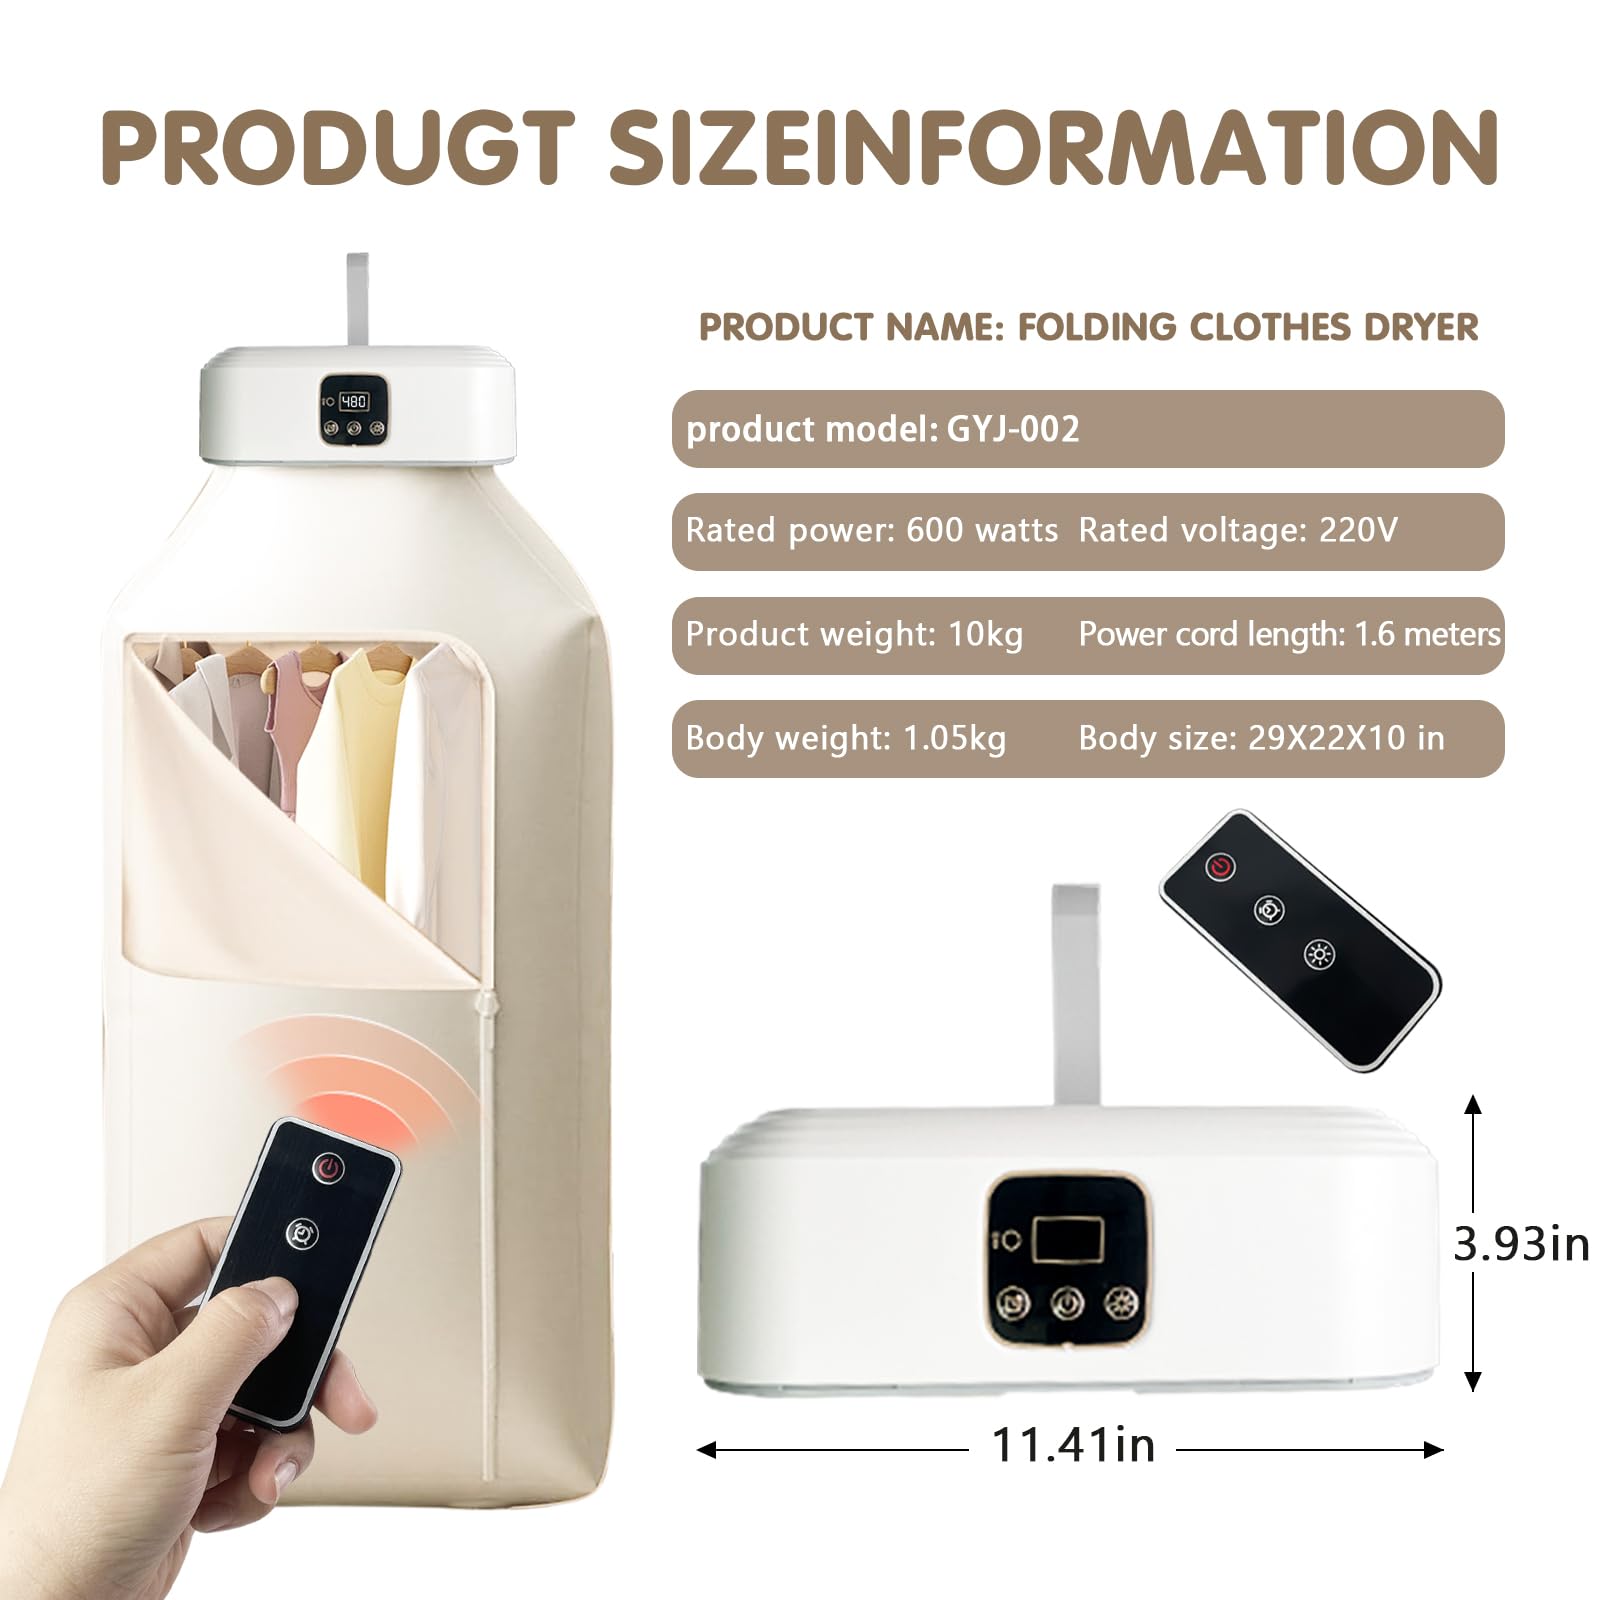 PRODUGT SIZEINFORMATION
PRODUCT NAME: FOLDING CLOTHES DRYER
480
product model: GYJ-002
Rated power: 600 watts Rated voltage: 220V
Product weight: 10kg Power cord length: 1.6 meters
Body weight: 1.05kg Body size: 29X22X10 in
3.93in
11.41in